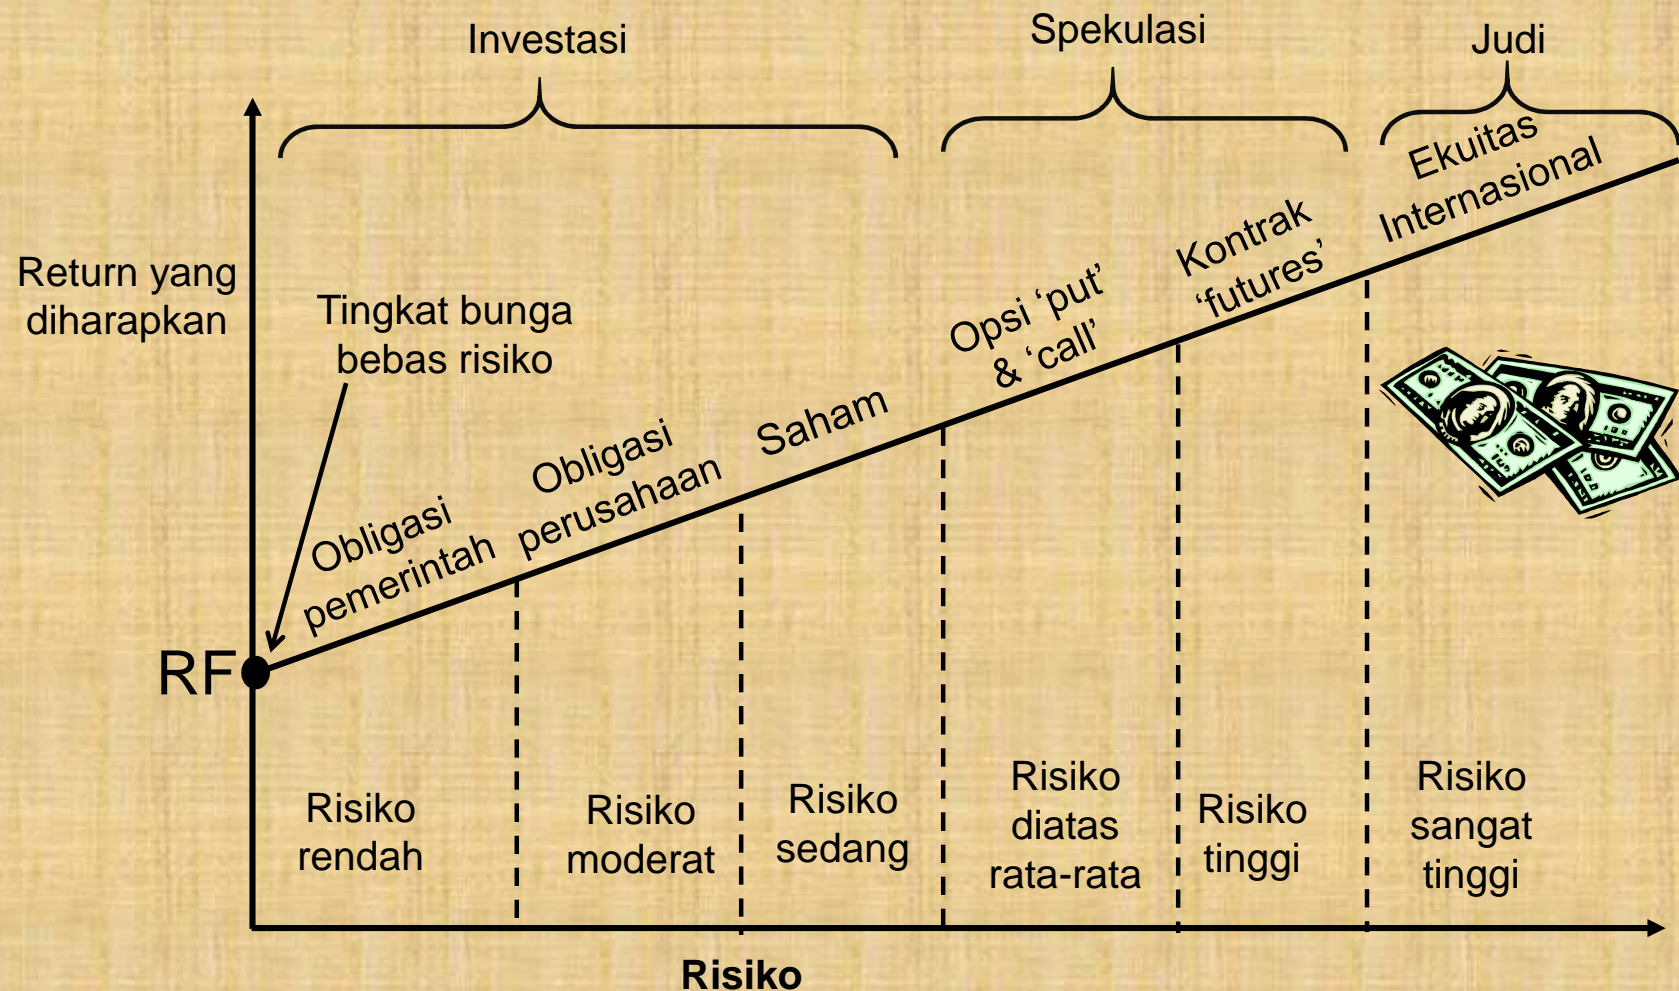 Investasi
Spekulasi
Judi
Return yang
diharapkan
Tingkat bunga
bebas risiko
RF
Obligasi
pemerintah
Obligasi
perusahaan
Saham
Opsi ‘put’
& ‘call’
Kontrak
‘futures’
Ekuitas
Internasional
Risiko
rendah
Risiko
moderat
Risiko
sedang
Risiko
diatas
rata-rata
Risiko
tinggi
Risiko
sangat
tinggi
Risiko